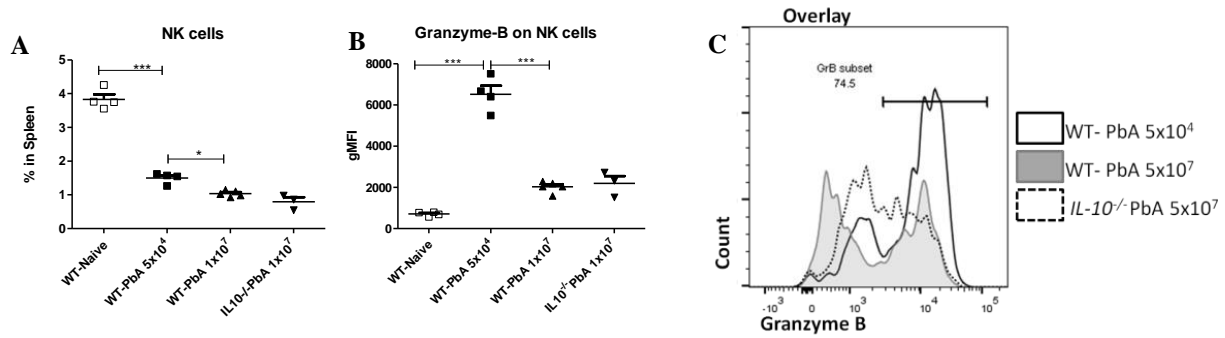 A
NK cells
% in Spleen
5
4
3
2
1
0
***
*
WT-Naive
WT-PbA 5x10⁴
WT-PbA 1x10⁷
IL10-/-PbA 1x10⁷
B
Granzyme-B on NK cells
gMFI
8000
6000
4000
2000
0
***
***
WT-Naive
WT-PbA 5x10⁴
WT-PbA 1x10⁷
IL10⁻/⁻PbA 1x10⁷
C
Overlay
GrB subset
74.5
Count
-10³
10³
10⁴
10⁵
Granzyme B
WT- PbA 5x10⁴
WT- PbA 5x10⁷
IL-10⁻/⁻ PbA 5x10⁷